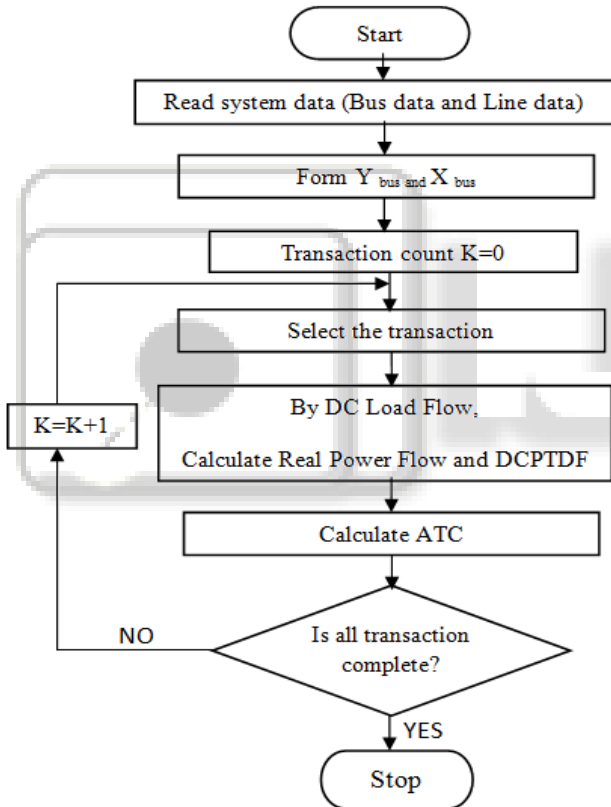 Start
Read system data (Bus data and Line data)
Form Y bus and X bus
Transaction count K=0
Select the transaction
By DC Load Flow,
Calculate Real Power Flow and DCPTDF
K=K+1
Calculate ATC
Is all transaction
complete?
NO
YES
Stop